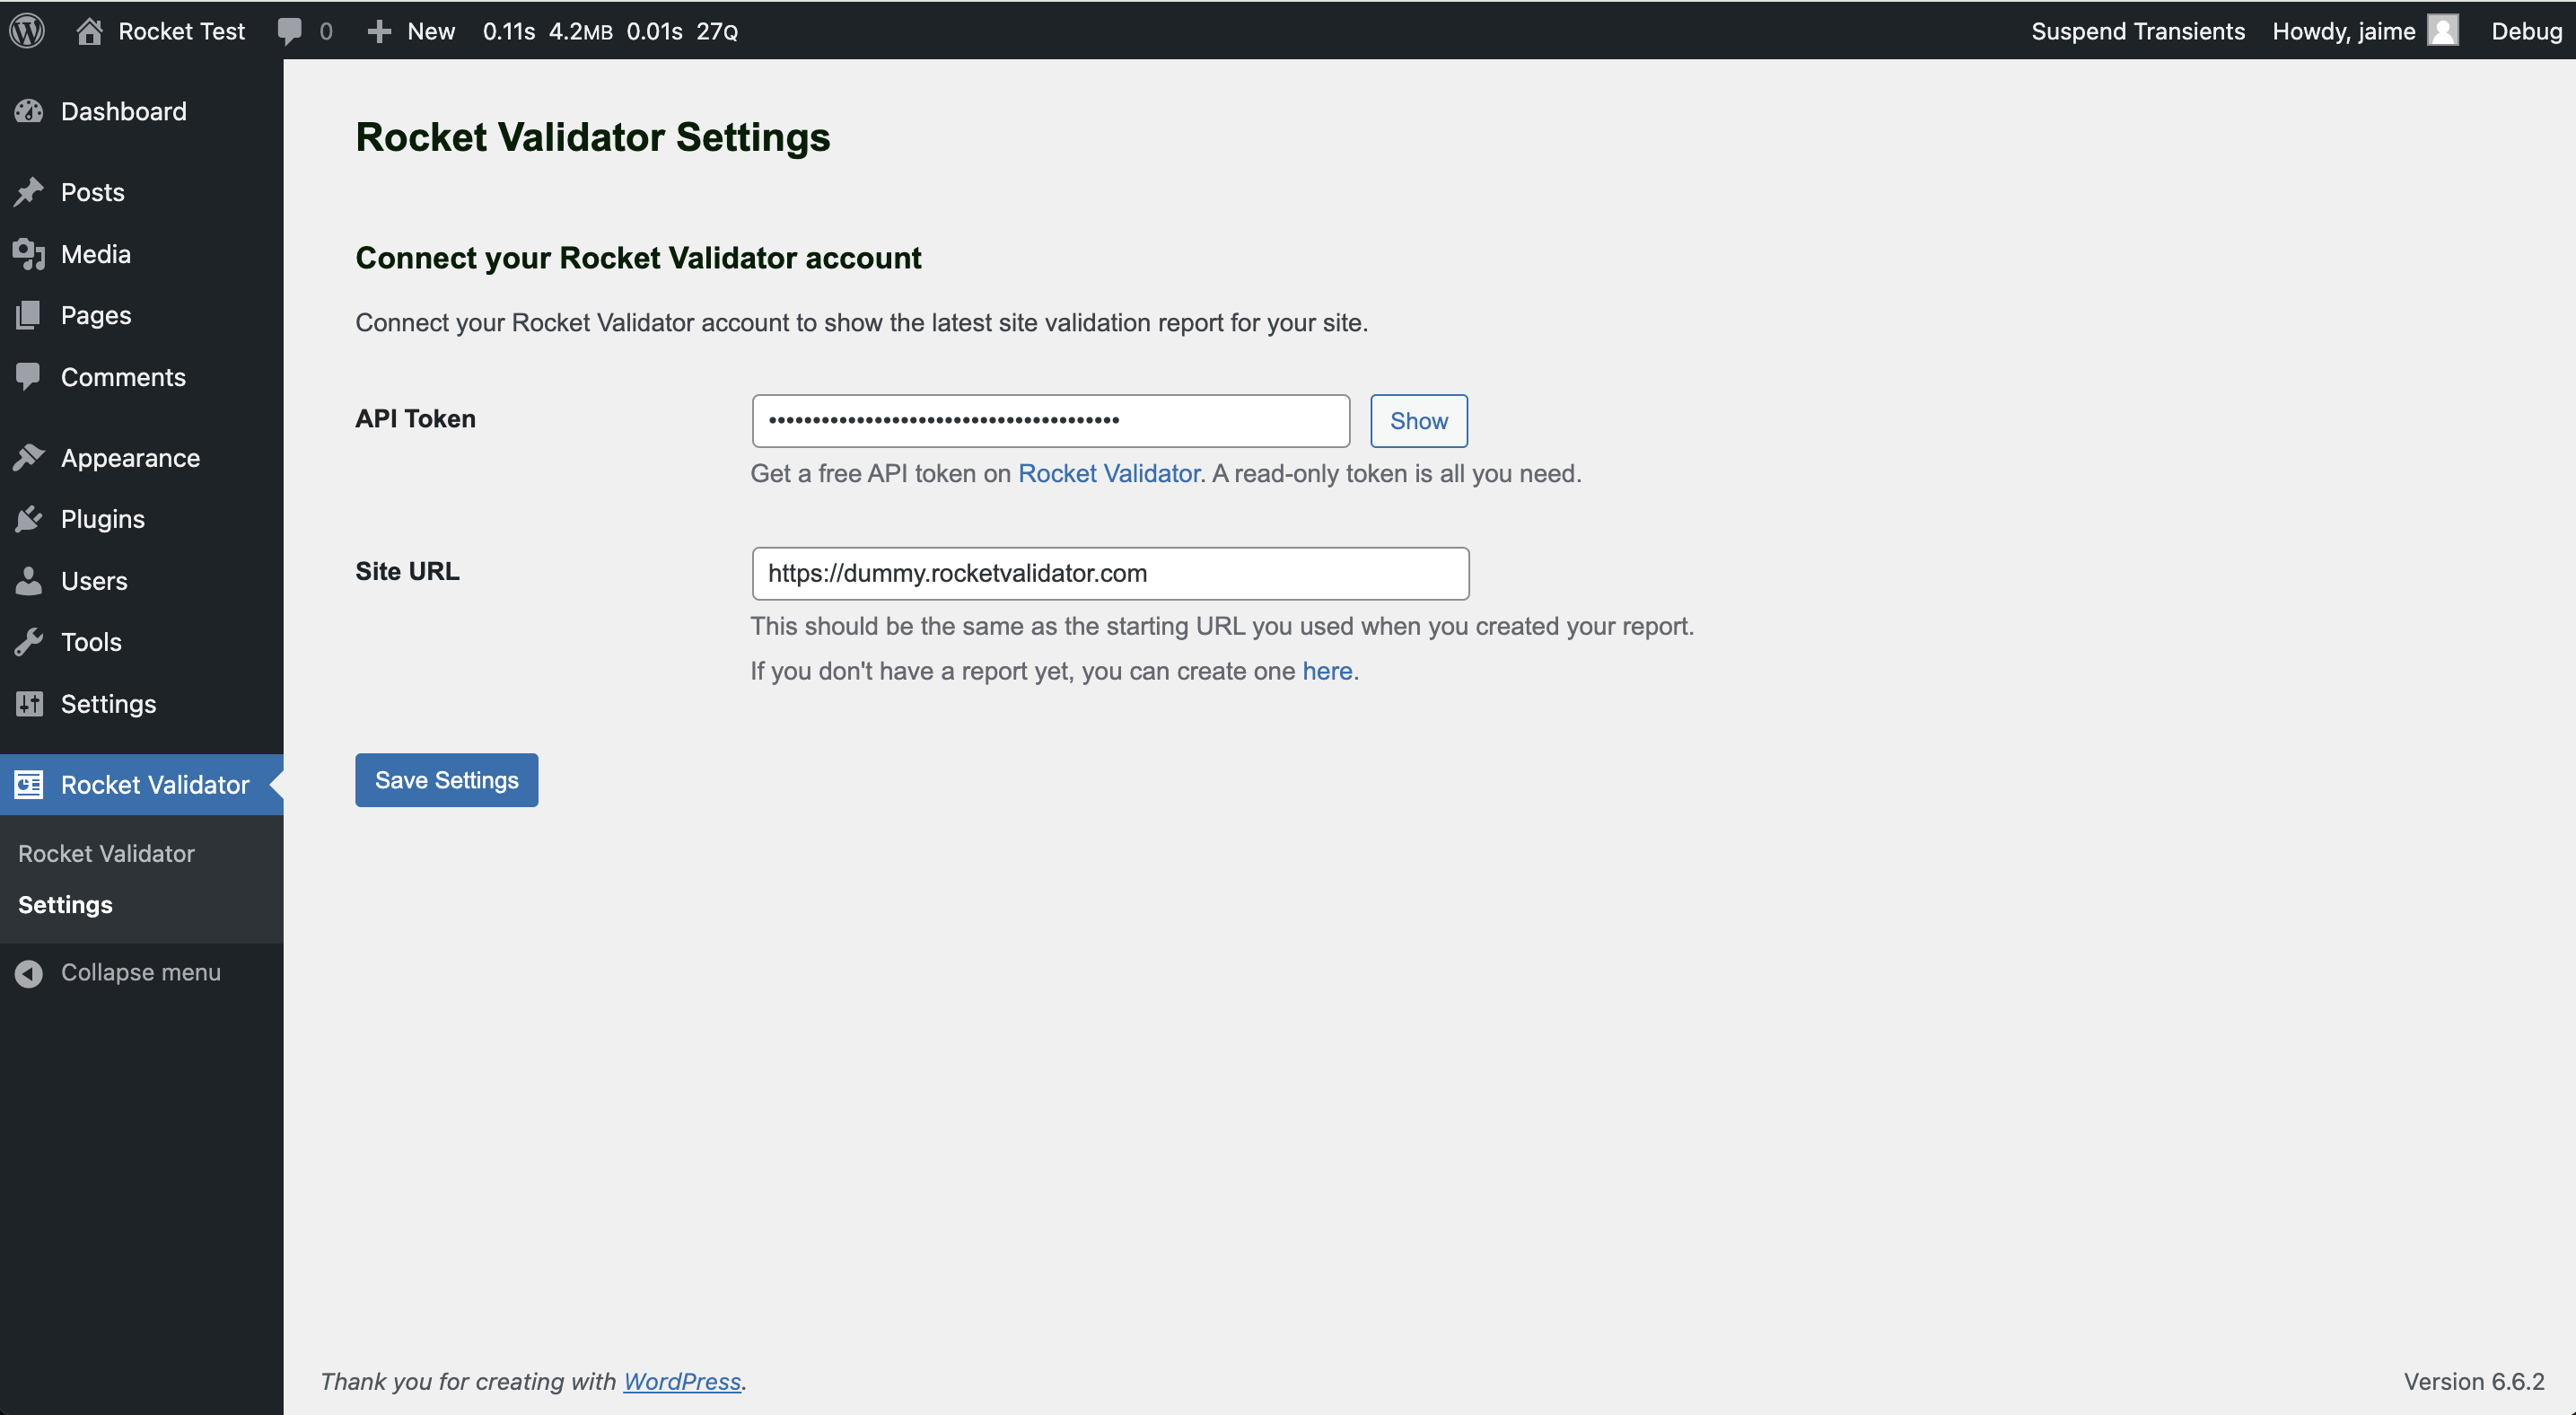 Rocket Test 0 New 0.11s 4.2MB 0.01s 27Q Suspend Transients Howdy, jaime Debug
Dashboard
Posts
Media
Pages
Comments
Appearance
Plugins
Users
Tools
Settings
Rocket Validator
Rocket Validator
Settings
Collapse menu
Rocket Validator Settings
Connect your Rocket Validator account
Connect your Rocket Validator account to show the latest site validation report for your site.
API Token
••••••••••••••••••••••••••••••••••••••••
Show
Get a free API token on Rocket Validator. A read-only token is all you need.
Site URL
https://dummy.rocketvalidator.com
This should be the same as the starting URL you used when you created your report.
If you don't have a report yet, you can create one here.
Save Settings
Thank you for creating with WordPress.
Version 6.6.2